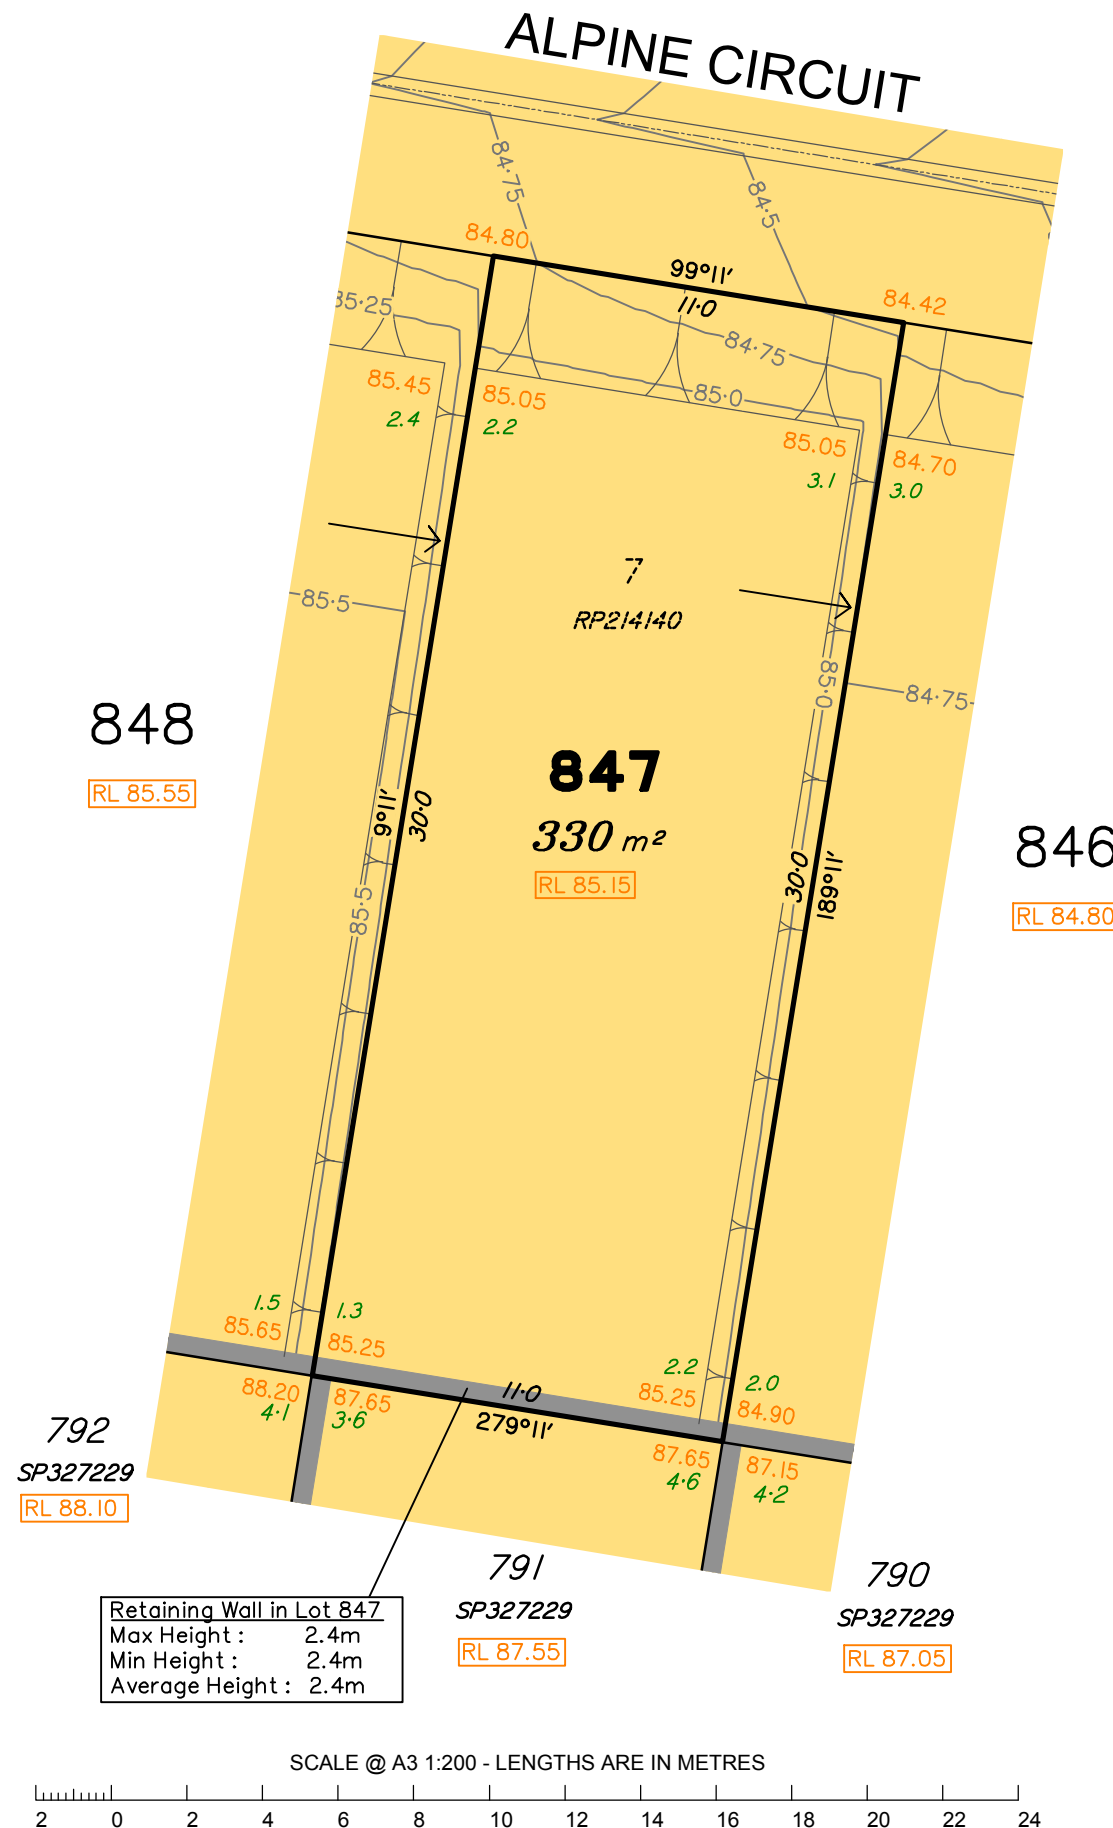 ALPINE CIRCUIT
84·75
84·5
84.80
99°11'
11·0
84.42
85·25
84·75
85·0
85.45
85.05
2.4
2.2
85.05
84.70
3.1
3.0
7
RP214140
85·5
85·0
84·75
848
RL 85.55
847
330 m²
RL 85.15
9°11'
30·0
30·0
189°11'
846
RL 84.80
85·5
1.5
1.3
85.65
85.25
2.2
2.0
85.25
84.90
88.20
87.65
4·1
3·6
11·0
279°11'
87.65
87.15
4·6
4·2
792
SP327229
RL 88.10
791
SP327229
RL 87.55
790
SP327229
RL 87.05
Retaining Wall in Lot 847
Max Height : 2.4m
Min Height : 2.4m
Average Height : 2.4m
SCALE @ A3 1:200 - LENGTHS ARE IN METRES
2 0 2 4 6 8 10 12 14 16 18 20 22 24